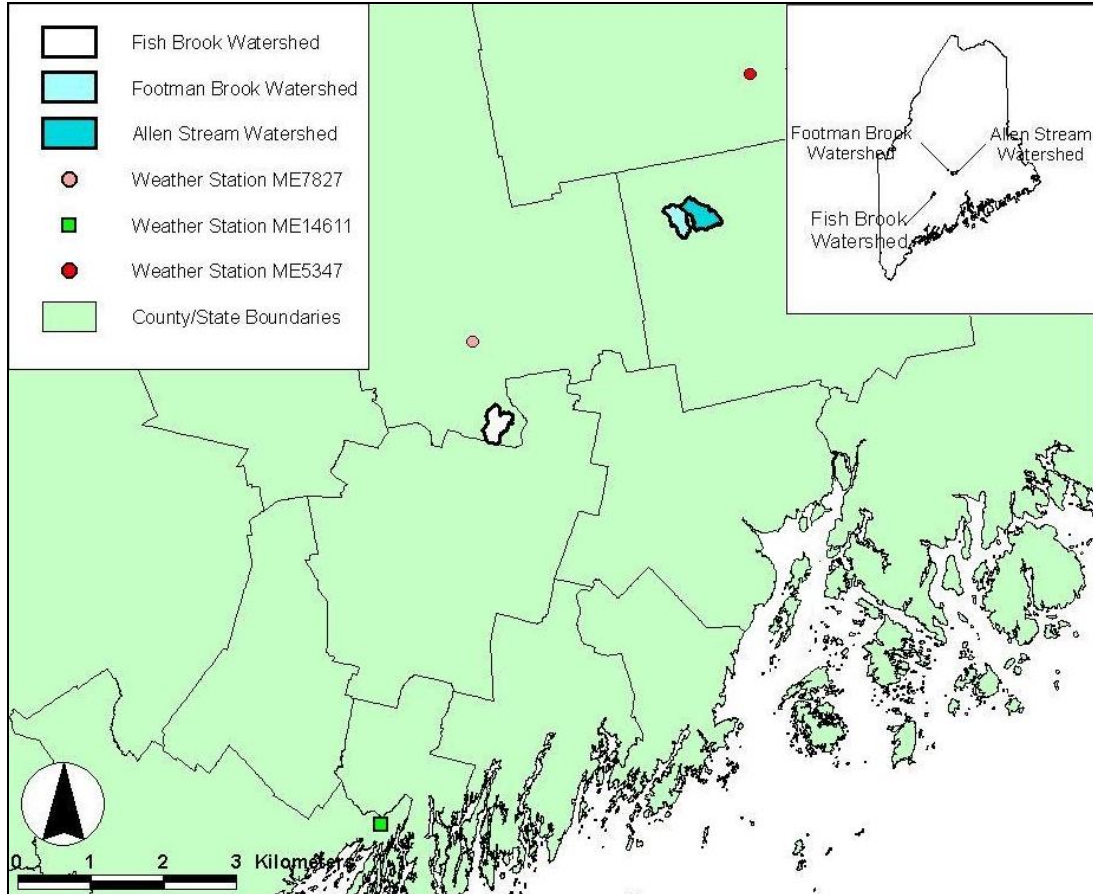 Fish Brook Watershed
Footman Brook Watershed
Allen Stream Watershed
Weather Station ME7827
Weather Station ME14611
Weather Station ME5347
County/State Boundaries
Footman Brook
Watershed
Allen Stream
Watershed
Fish Brook
Watershed
0 1 2 3 Kilometers